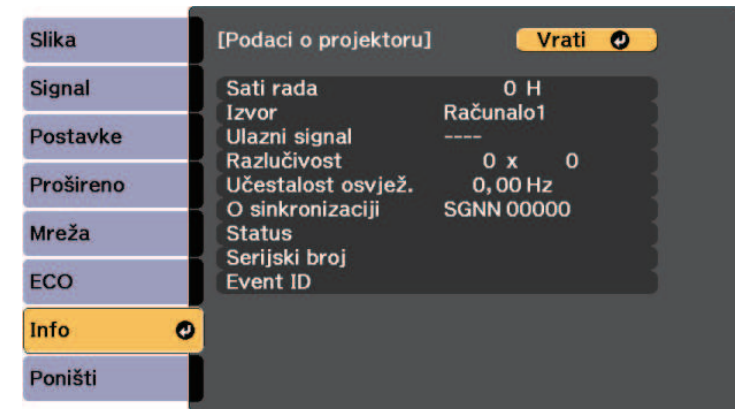 Slika
Signal
Postavke
Prošireno
Mreža
ECO
Info
Poništi
[Podaci o projektoru] Vrati
Sati rada 0 H
Izvor Računalo1
Ulazni signal ----
Razlučivost 0 x 0
Učestalost osvjež. 0,00 Hz
O sinkronizaciji SGNN 00000
Status
Serijski broj
Event ID